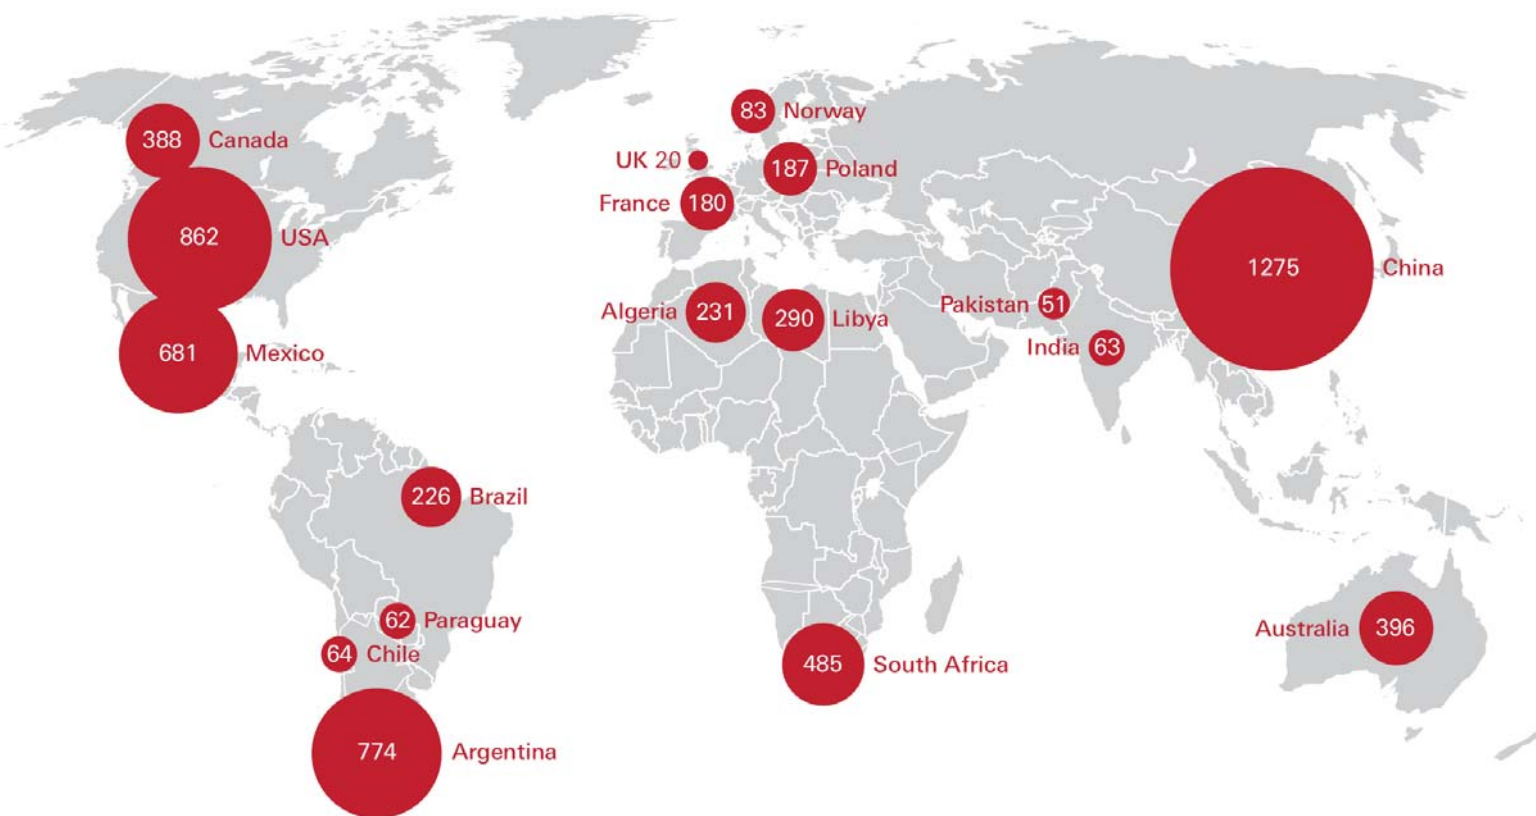 83 Norway
388 Canada
UK 20
187 Poland
France 180
862 USA
1275 China
Algeria 231
290 Libya
Pakistan 51
India 63
681 Mexico
226 Brazil
62 Paraguay
64 Chile
Australia 396
485 South Africa
774 Argentina